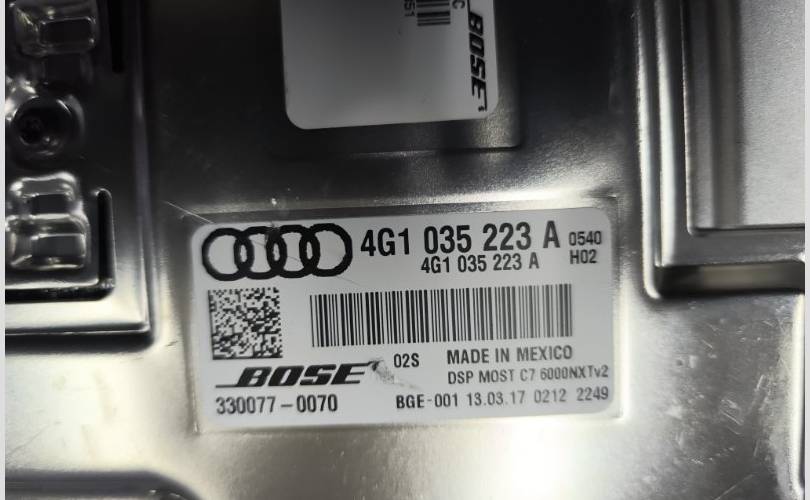 C
051
BOSE
4G1 035 223 A 0540
4G1 035 223 A H02
02S MADE IN MEXICO
BOSE DSP MOST C7 6000NXTv2
330077-0070 BGE-001 13.03.17 0212 2249